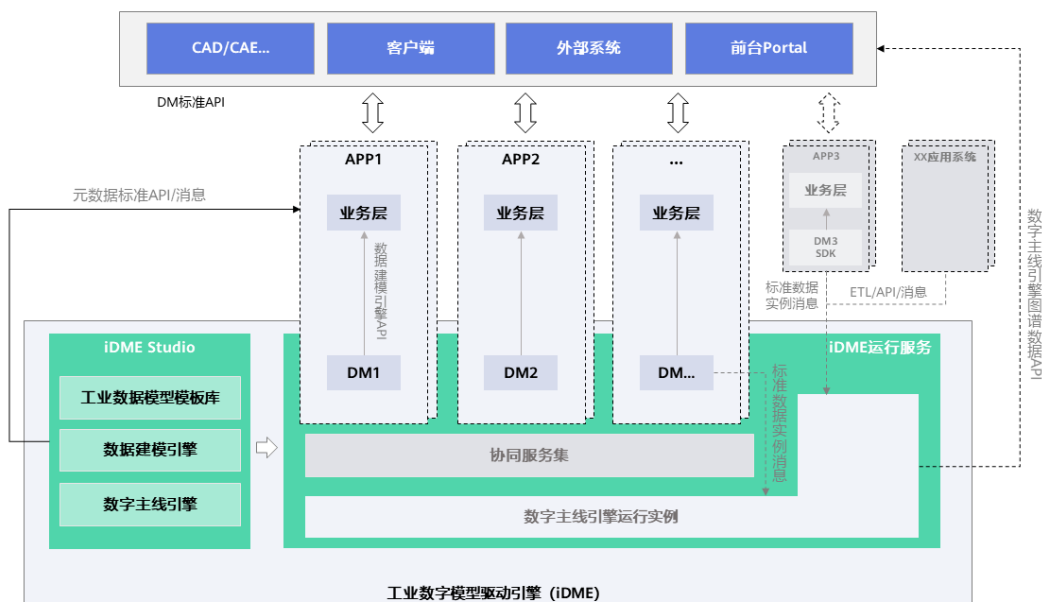 CAD/CAE...
客户端
外部系统
前台Portal
DM标准API
APP1
APP2
...
APP3
XX应用系统
元数据标准API/消息
业务层
业务层
业务层
业务层
数据建模引擎API
DM3
SDK
标准数据
实例消息
ETL/API/消息
数字主线引擎图谱数据API
iDME Studio
iDME运行服务
DM1
DM2
DM...
标准数据实例消息
工业数据模型模板库
数据建模引擎
数字主线引擎
协同服务集
数字主线引擎运行实例
工业数字模型驱动引擎（iDME）